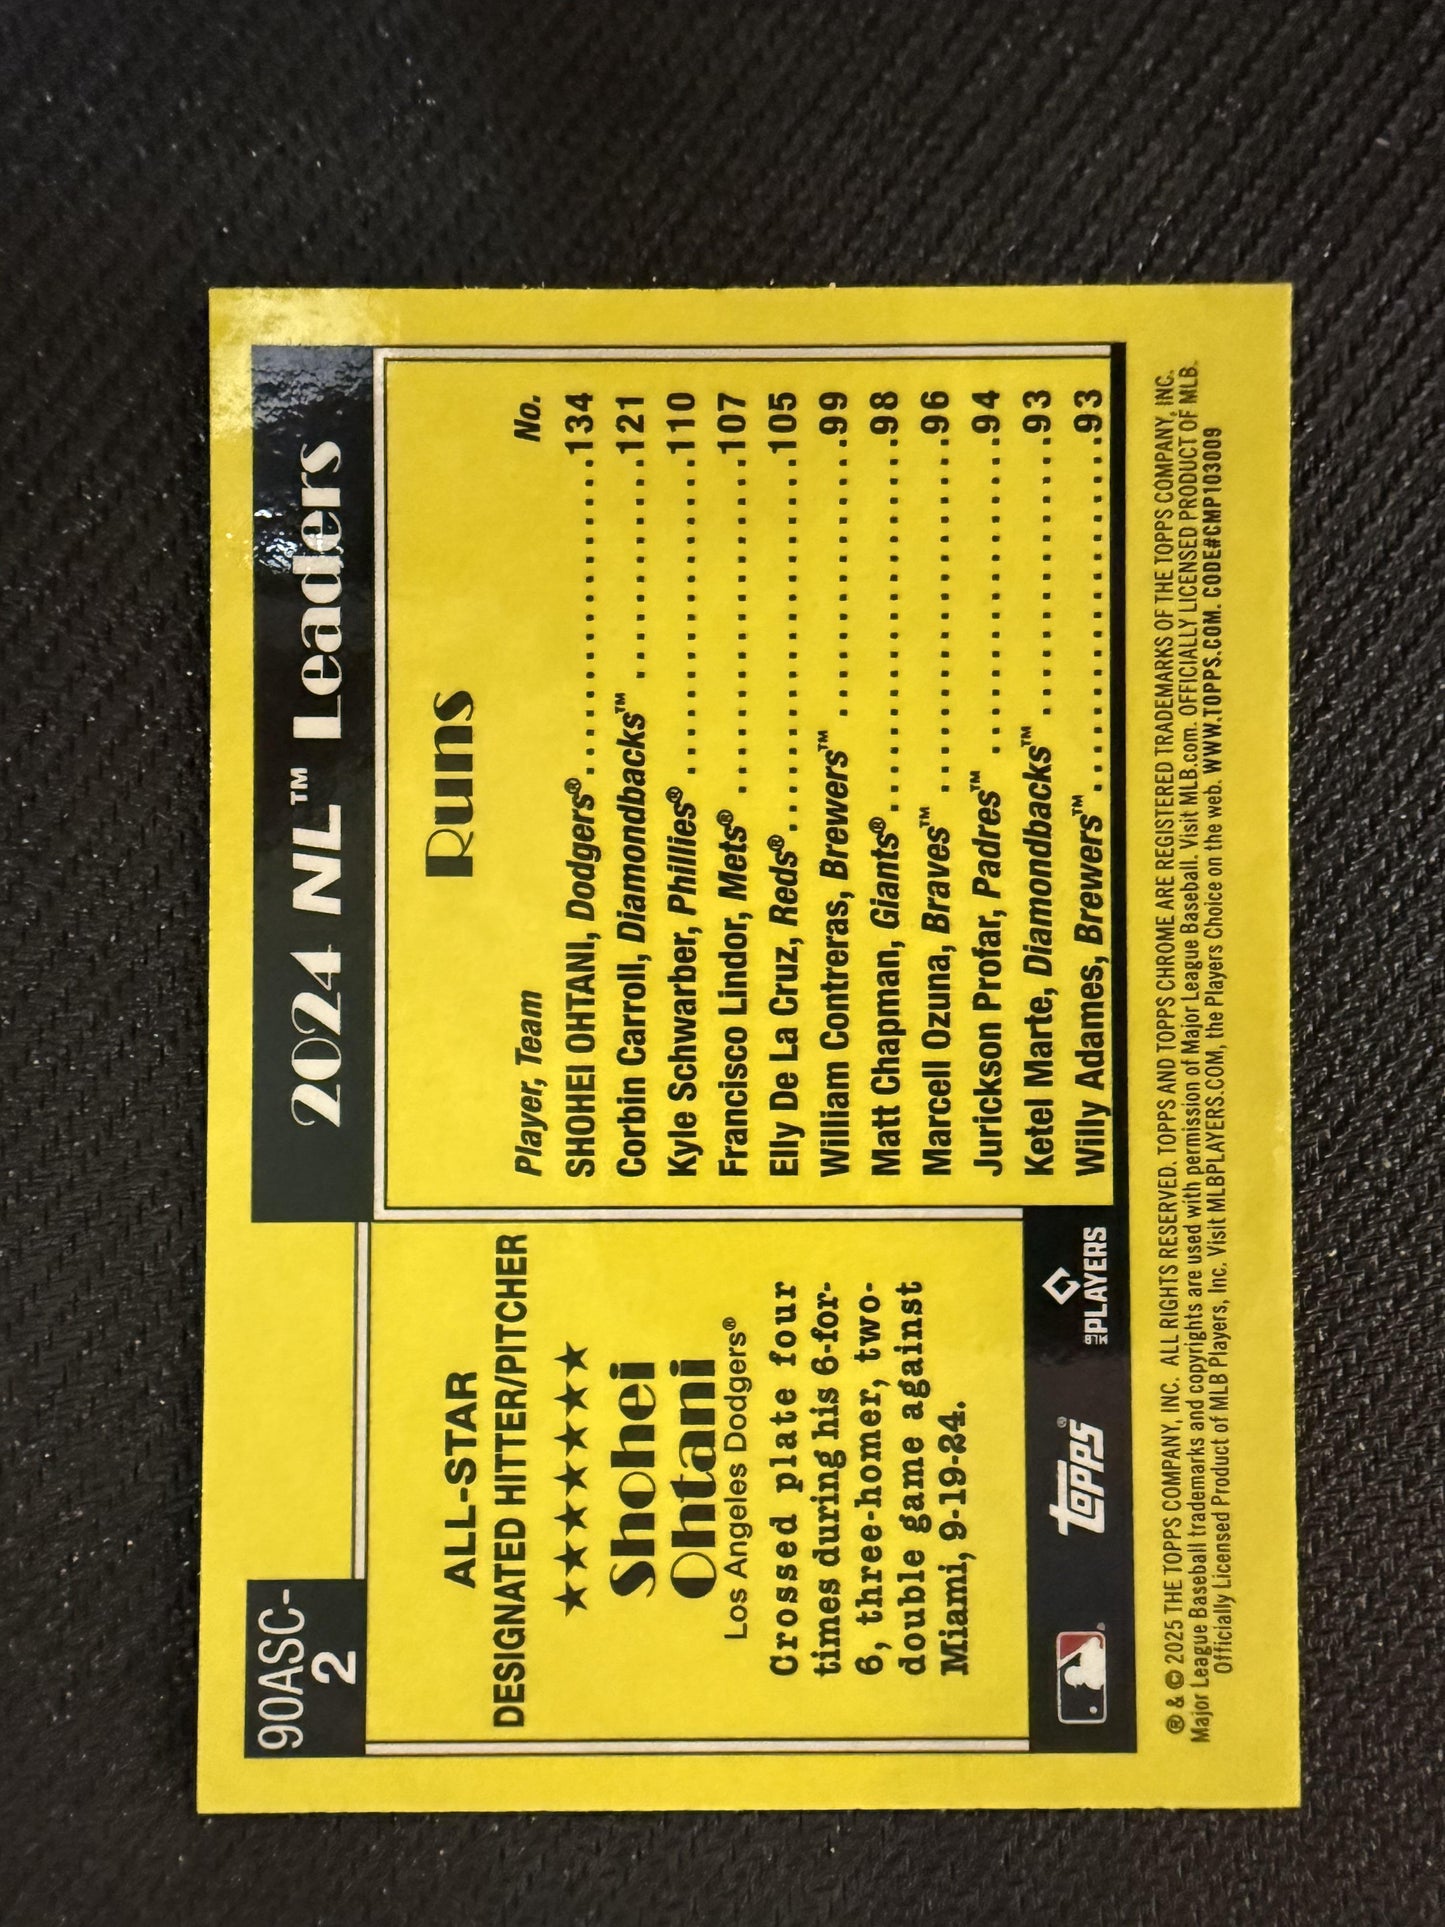 90ASC-
2
ALL-STAR
DESIGNATED HITTER/PITCHER
★★★★★★★
Shohei
Ohtani
Los Angeles Dodgers®
Crossed plate four
times during his 6-for-
6, three-homer, two-
double game against
Miami, 9-19-24.
2024 NL™ Leaders
Runs
Player, Team No.
SHOHEI OHTANI, Dodgers® 134
Corbin Carroll, Diamondbacks™ 121
Kyle Schwarber, Phillies® 110
Francisco Lindor, Mets® 107
Elly De La Cruz, Reds® 105
William Contreras, Brewers™ 99
Matt Chapman, Giants® 98
Marcell Ozuna, Braves™ 96
Jurickson Profar, Padres™ 94
Ketel Marte, Diamondbacks™ 93
Willy Adames, Brewers™ 93
topps®
MLB PLAYERS
® & © 2025 THE TOPPS COMPANY, INC. ALL RIGHTS RESERVED. TOPPS AND TOPPS CHROME ARE REGISTERED TRADEMARKS OF THE TOPPS COMPANY, INC.
Major League Baseball trademarks and copyrights are used with permission of Major League Baseball. Visit MLB.com. OFFICIALLY LICENSED PRODUCT OF MLB.
Officially Licensed Product of MLB Players, Inc. Visit MLBPLAYERS.COM, the Players Choice on the web. WWW.TOPPS.COM. CODE#CMP103009